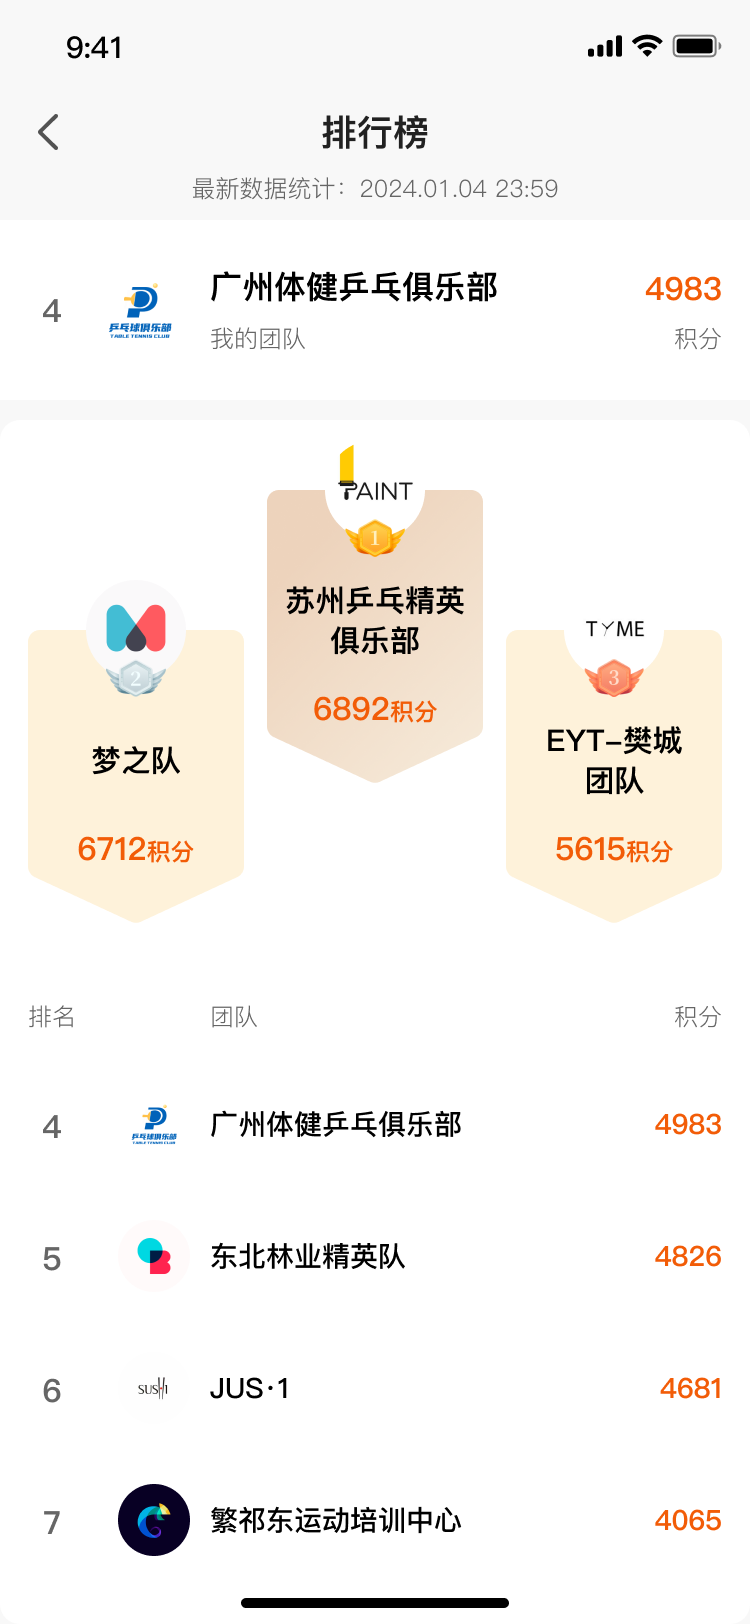 9:41
排行榜
最新数据统计：2024.01.04 23:59
4
乒乓球俱乐部
TABLE TENNIS CLUB
广州体健乒乓俱乐部
4983
我的团队
积分
PAINT
1
苏州乒乓精英
俱乐部
6892积分
2
梦之队
6712积分
TYME
3
EYT-樊城
团队
5615积分
排名
团队
积分
4
乒乓球俱乐部
TABLE TENNIS CLUB
广州体健乒乓俱乐部
4983
5
东北林业精英队
4826
6
SUSHI
JUS·1
4681
7
繁祁东运动培训中心
4065